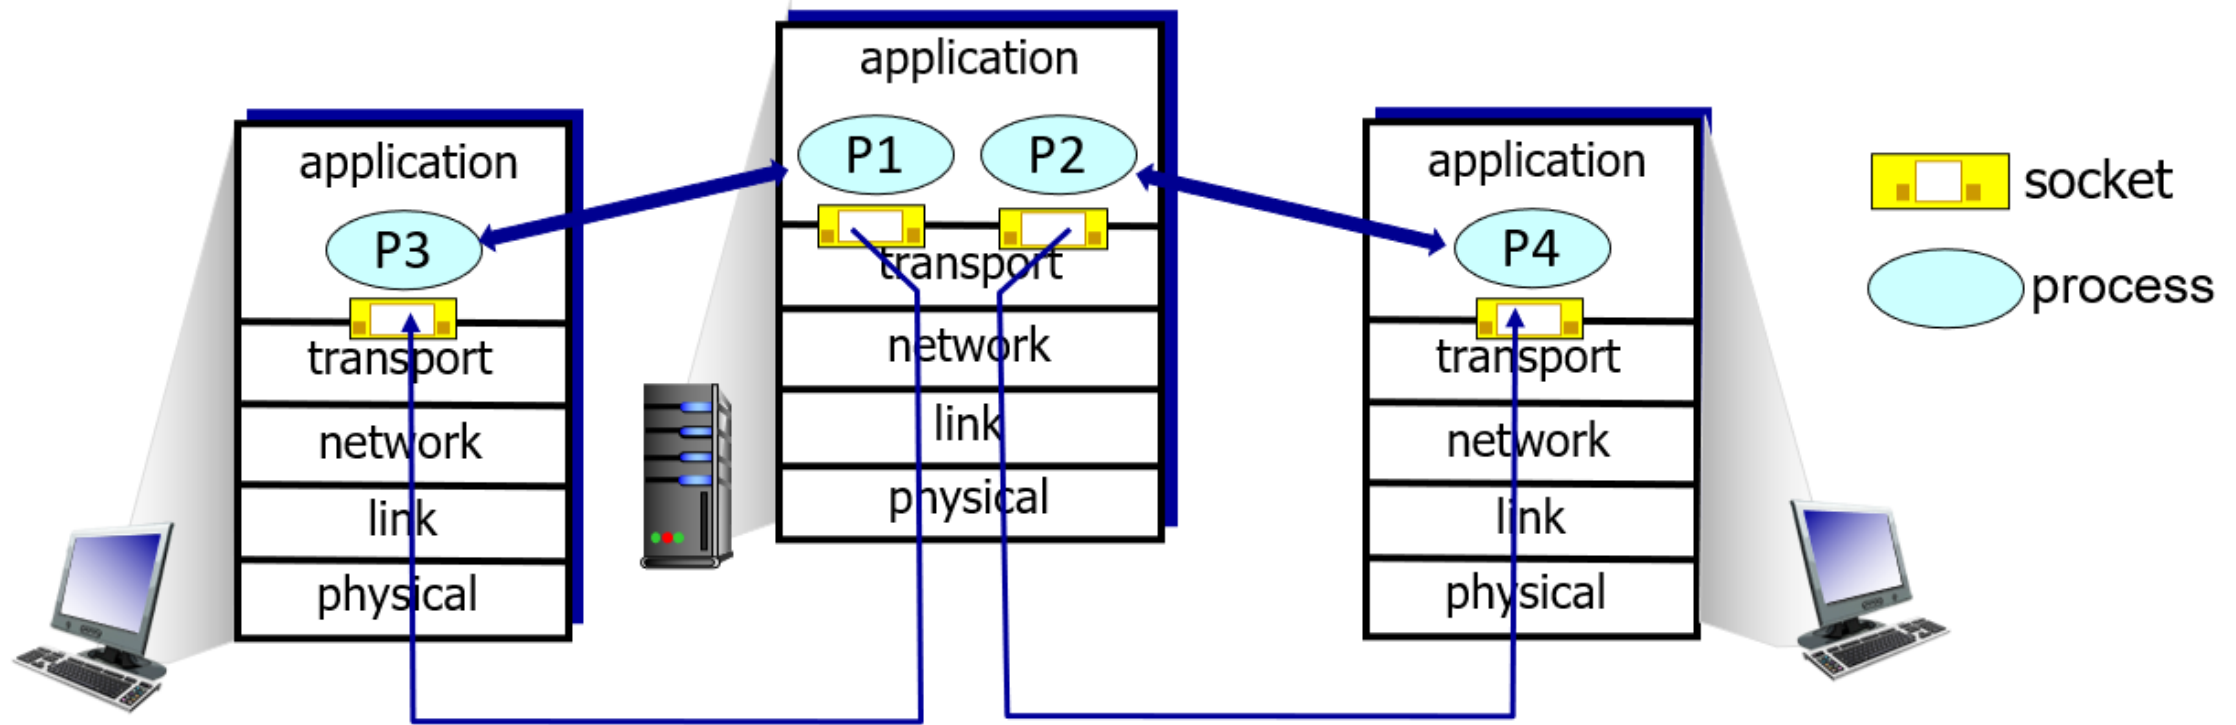 application
P3
transport
network
link
physical
application
P1 P2
transport
network
link
physical
application
P4
transport
network
link
physical
socket
process